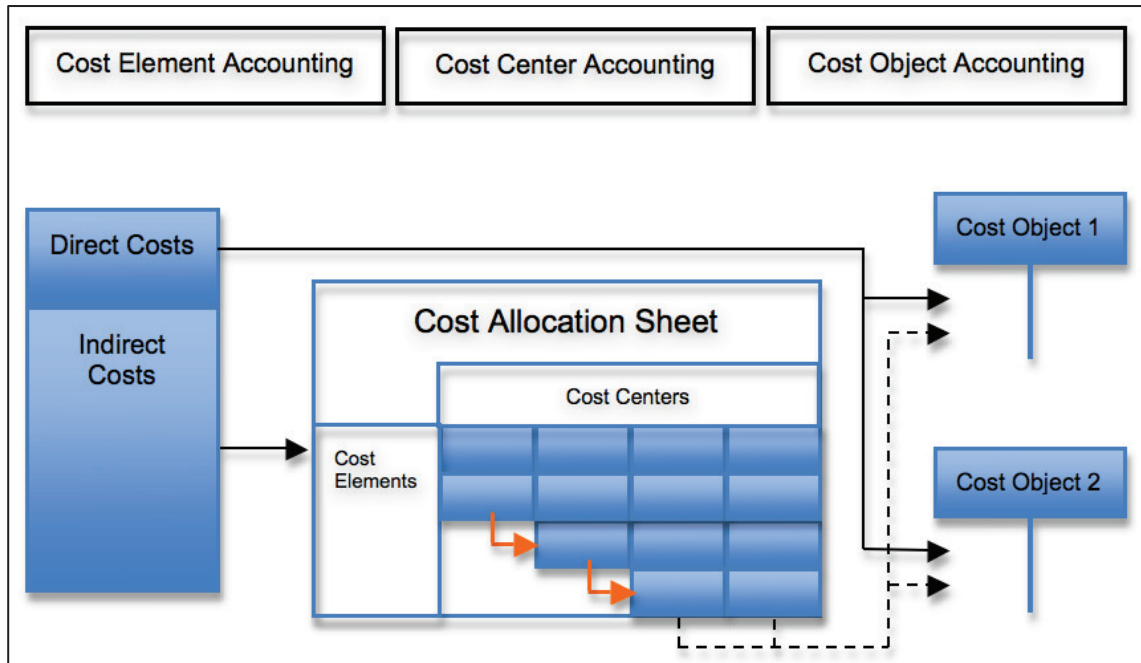 Cost Element Accounting
Cost Center Accounting
Cost Object Accounting
Direct Costs
Indirect
Costs
Cost Allocation Sheet
Cost Centers
Cost
Elements
Cost Object 1
Cost Object 2